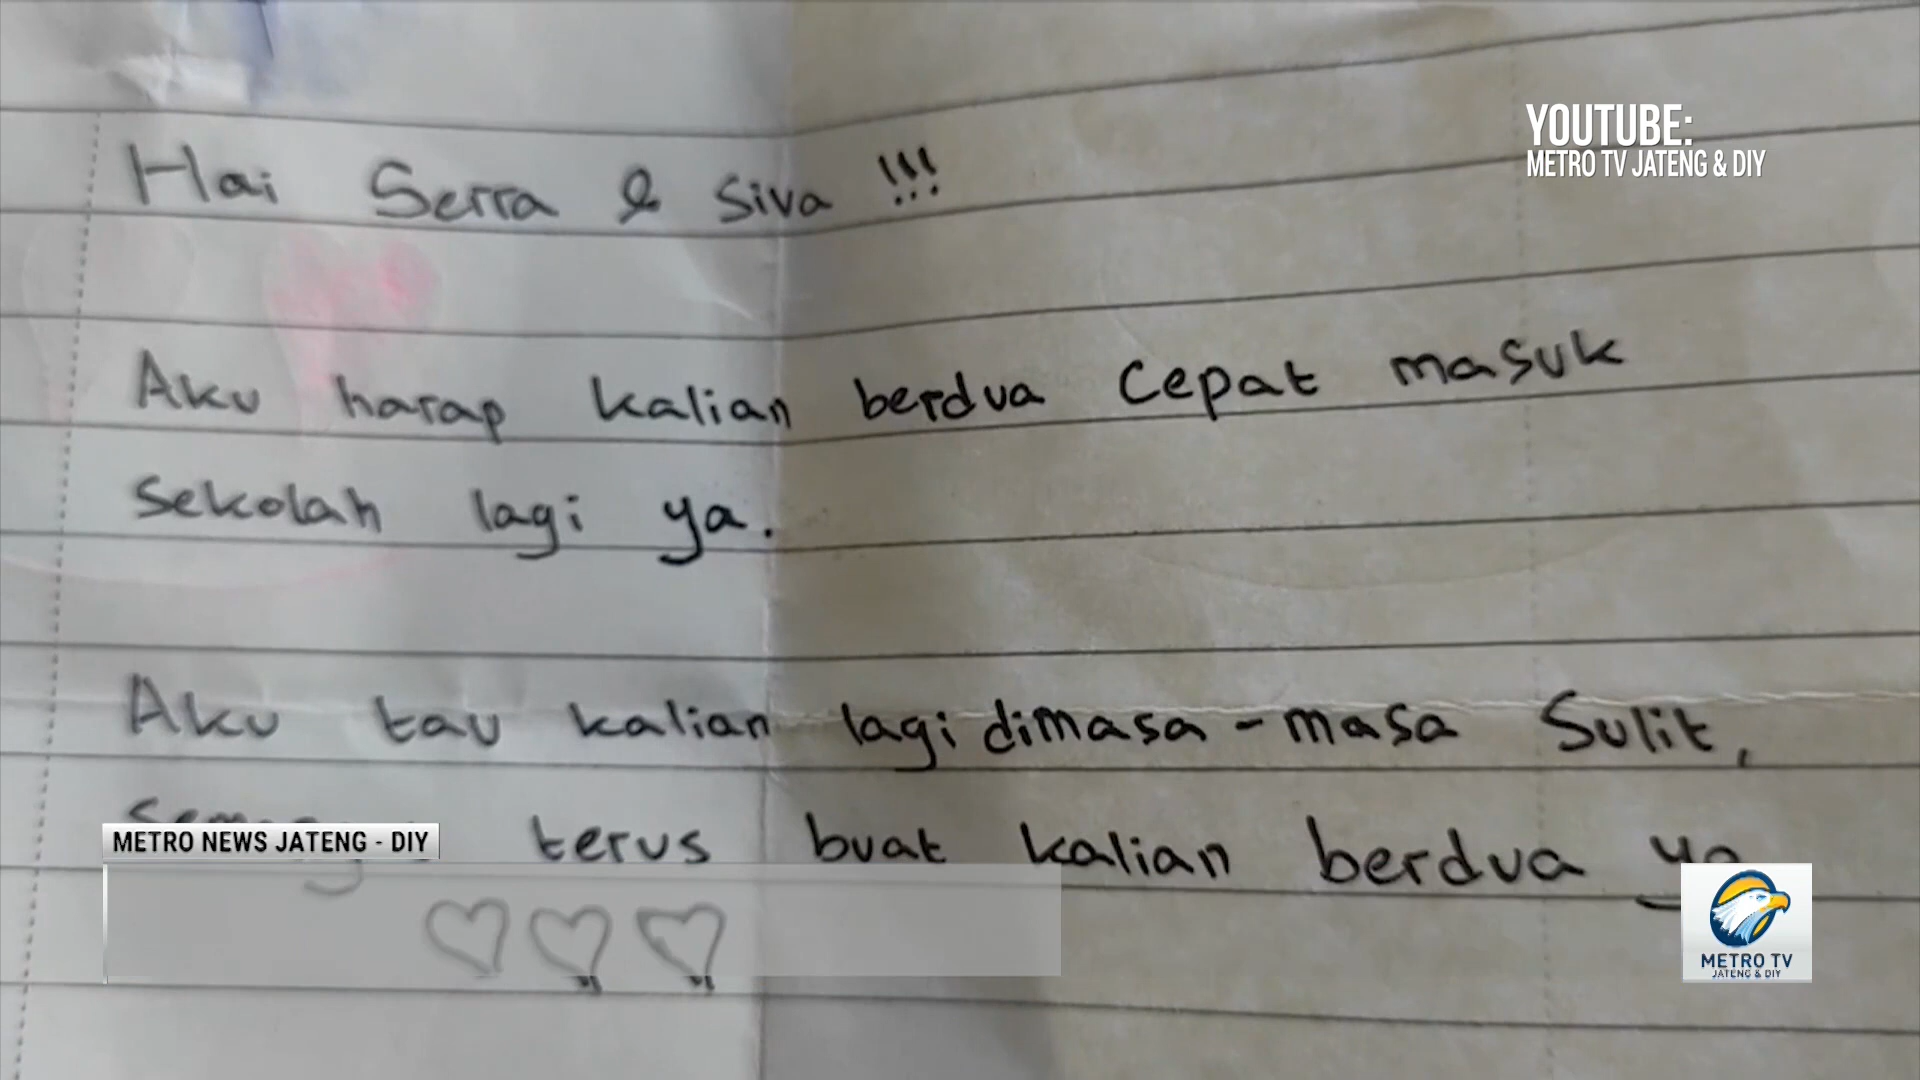 YOUTUBE:
METRO TV JATENG & DIY
Hai Serra & Siva !!!
Aku harap kalian berdua Cepat masuk
Sekolah lagi ya.
Aku tau kalian lagi dimasa - masa Sulit,
terus buat kalian berdua ya
METRO NEWS JATENG - DIY
METRO TV
JATENG & DIY